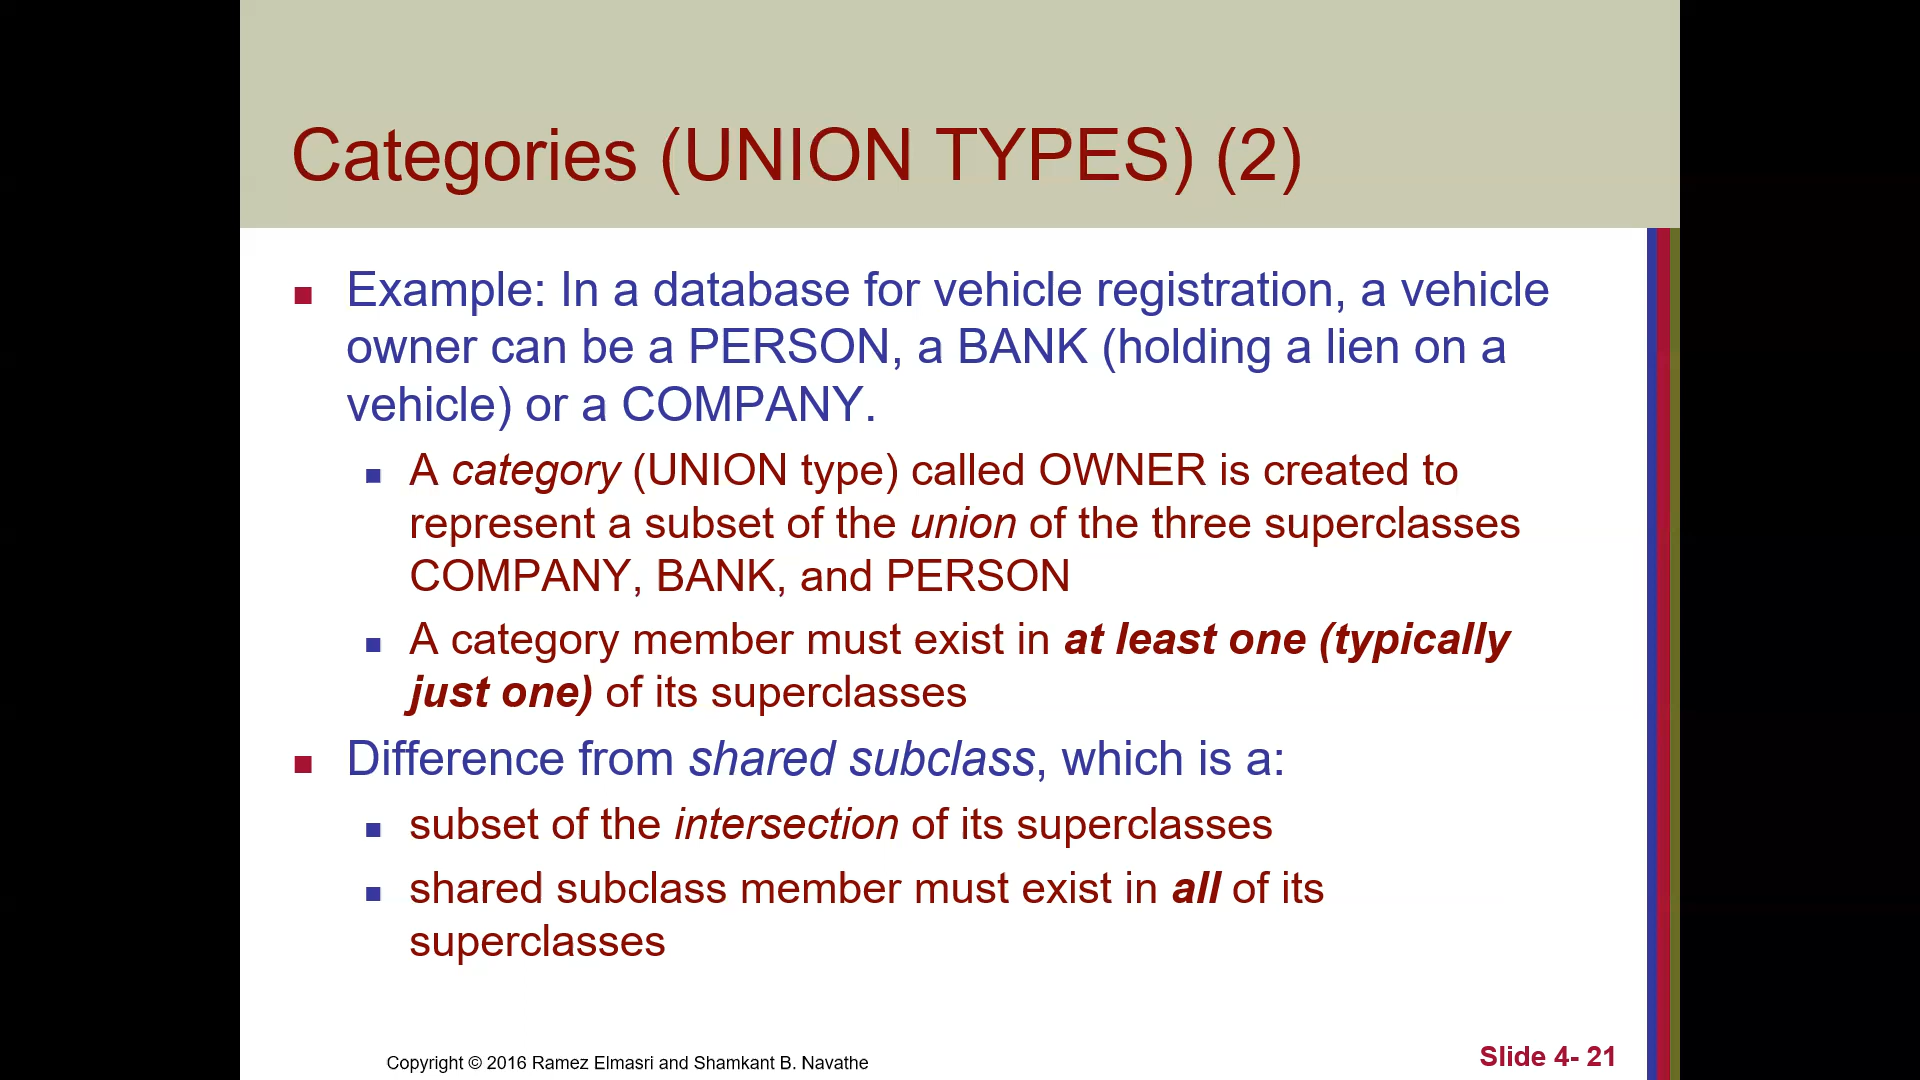 Categories (UNION TYPES) (2)
Example: In a database for vehicle registration, a vehicle
owner can be a PERSON, a BANK (holding a lien on a
vehicle) or a COMPANY.
A category (UNION type) called OWNER is created to
represent a subset of the union of the three superclasses
COMPANY, BANK, and PERSON
A category member must exist in at least one (typically
just one) of its superclasses
Difference from shared subclass, which is a:
subset of the intersection of its superclasses
shared subclass member must exist in all of its
superclasses
Copyright © 2016 Ramez Elmasri and Shamkant B. Navathe
Slide 4- 21